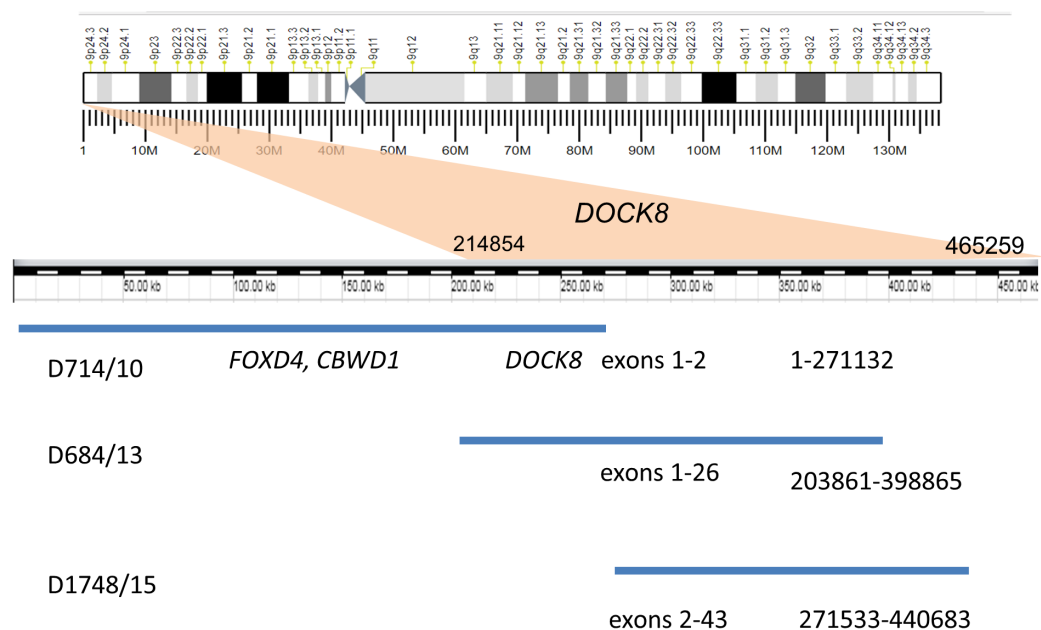 9p24.3 9p24.2 9p24.1 9p23 9p22.3 9p22.2 9p22.1 9p21.3 9p21.2 9p21.1 9p13.3 9p13.2 9p13.1 9p12 9p11.2 9p11.1 9q11 9q12 9q13 9q21.11 9q21.12 9q21.13 9q21.2 9q21.31 9q21.32 9q21.33 9q22.1 9q22.2 9q22.31 9q22.32 9q22.33 9q31.1 9q31.2 9q31.3 9q32 9q33.1 9q33.2 9q34.11 9q34.12 9q34.13 9q34.2 9q34.3
1 10M 20M 30M 40M 50M 60M 70M 80M 90M 100M 110M 120M 130M
DOCK8
214854 465259
50.00 kb 100.00 kb 150.00 kb 200.00 kb 250.00 kb 300.00 kb 350.00 kb 400.00 kb 450.00 kb
D714/10 FOXD4, CBWD1 DOCK8 exons 1-2 1-271132
D684/13
exons 1-26 203861-398865
D1748/15
exons 2-43 271533-440683